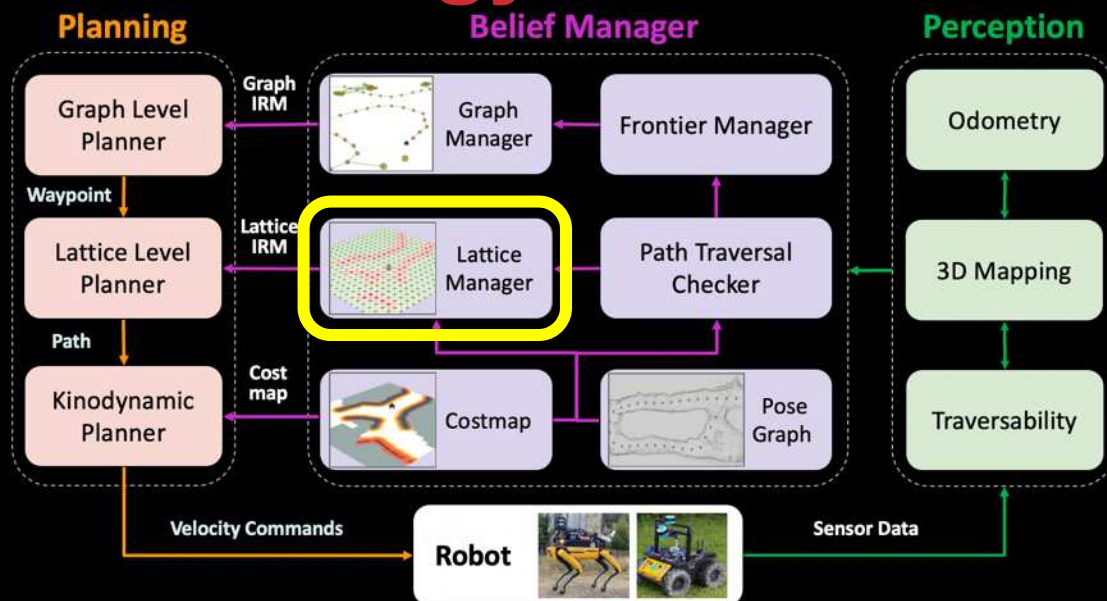 Planning
Belief Manager
Perception
Graph Level
Planner
Graph
IRM
Graph
Manager
Frontier Manager
Odometry
Waypoint
Lattice Level
Planner
Lattice
IRM
Lattice
Manager
Path Traversal
Checker
3D Mapping
Path
Kinodynamic
Planner
Cost
map
Costmap
Pose
Graph
Traversability
Velocity Commands
Robot
Sensor Data